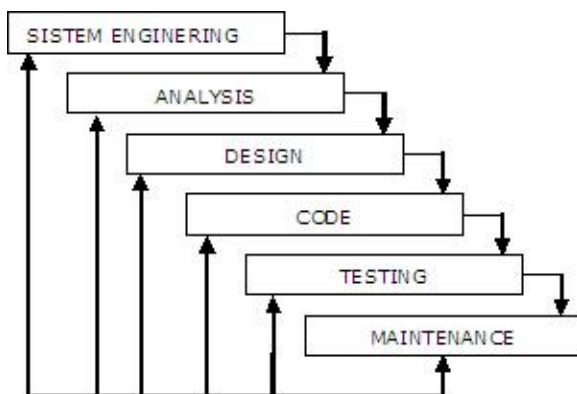 SISTEM ENGINERING
ANALYSIS
DESIGN
CODE
TESTING
MAINTENANCE